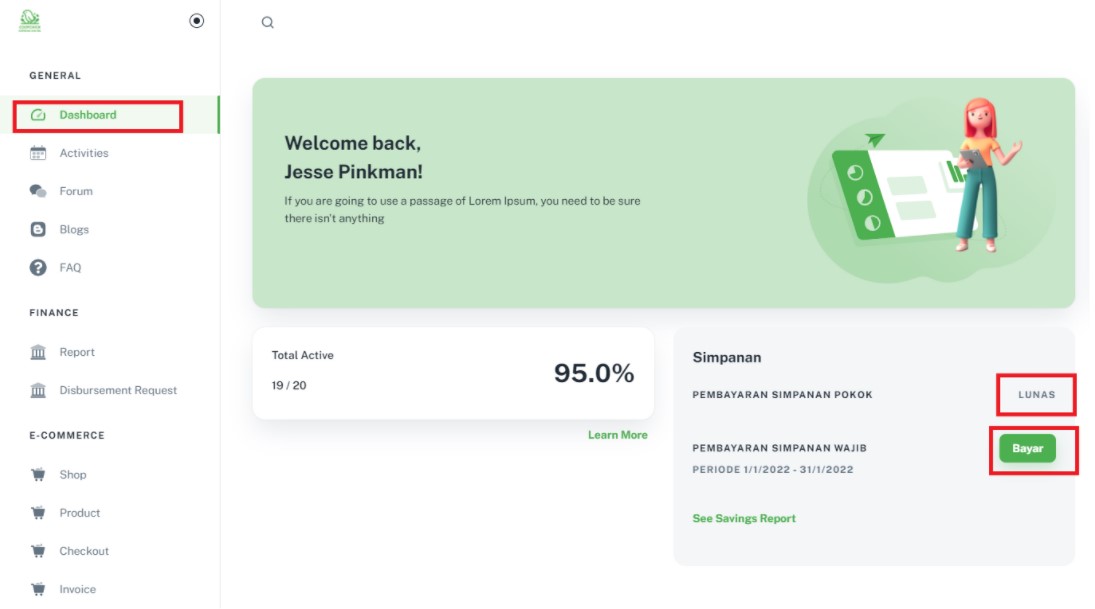 GENERAL
Dashboard
Activities
Forum
Blogs
FAQ
FINANCE
Report
Disbursement Request
E-COMMERCE
Shop
Product
Checkout
Invoice
Welcome back,
Jesse Pinkman!
If you are going to use a passage of Lorem Ipsum, you need to be sure
there isn't anything
Total Active
19 / 20
95.0%
Learn More
Simpanan
PEMBAYARAN SIMPANAN POKOK
LUNAS
PEMBAYARAN SIMPANAN WAJIB
PERIODE 1/1/2022 - 31/1/2022
Bayar
See Savings Report